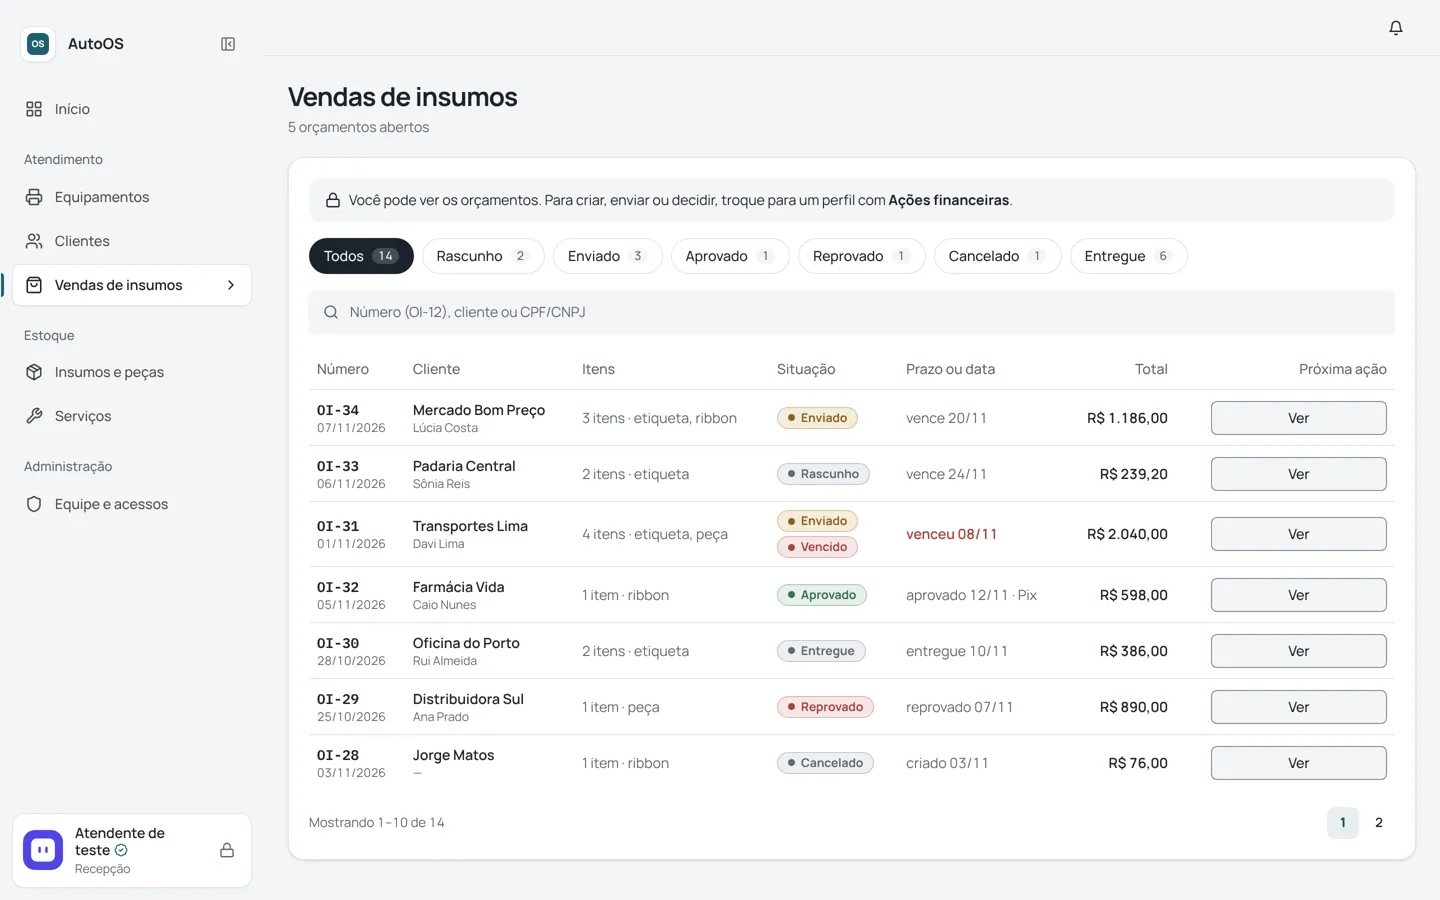 OS AutoOS
Início
Atendimento
Equipamentos
Clientes
Vendas de insumos
Estoque
Insumos e peças
Serviços
Administração
Equipe e acessos
Atendente de
teste
Recepção
Vendas de insumos
5 orçamentos abertos
Você pode ver os orçamentos. Para criar, enviar ou decidir, troque para um perfil com Ações financeiras.
Todos 14 Rascunho 2 Enviado 3 Aprovado 1 Reprovado 1 Cancelado 1 Entregue 6
Número (OI-12), cliente ou CPF/CNPJ
Número Cliente Itens Situação Prazo ou data Total Próxima ação
OI-34 Mercado Bom Preço 3 itens · etiqueta, ribbon Enviado vence 20/11 R$ 1.186,00 Ver
07/11/2026 Lúcia Costa
OI-33 Padaria Central 2 itens · etiqueta Rascunho vence 24/11 R$ 239,20 Ver
06/11/2026 Sônia Reis
OI-31 Transportes Lima 4 itens · etiqueta, peça Enviado venceu 08/11 R$ 2.040,00 Ver
01/11/2026 Davi Lima Vencido
OI-32 Farmácia Vida 1 item · ribbon Aprovado aprovado 12/11 · Pix R$ 598,00 Ver
05/11/2026 Caio Nunes
OI-30 Oficina do Porto 2 itens · etiqueta Entregue entregue 10/11 R$ 386,00 Ver
28/10/2026 Rui Almeida
OI-29 Distribuidora Sul 1 item · peça Reprovado reprovado 07/11 R$ 890,00 Ver
25/10/2026 Ana Prado
OI-28 Jorge Matos 1 item · ribbon Cancelado criado 03/11 R$ 76,00 Ver
03/11/2026 —
Mostrando 1–10 de 14 1 2